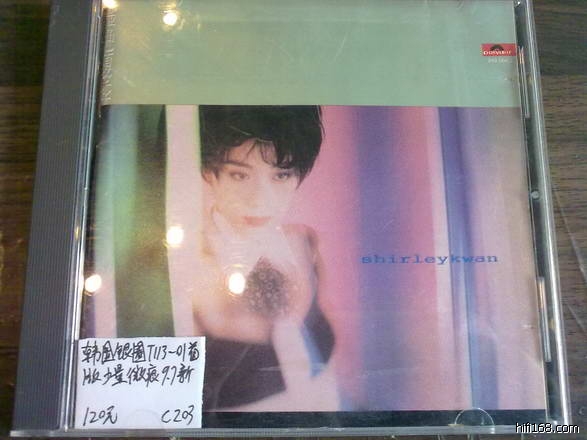 PolyGram
shirleykwan
韩国银圈T113-01首
版少量微痕97新
120元 C203
hifi168.com